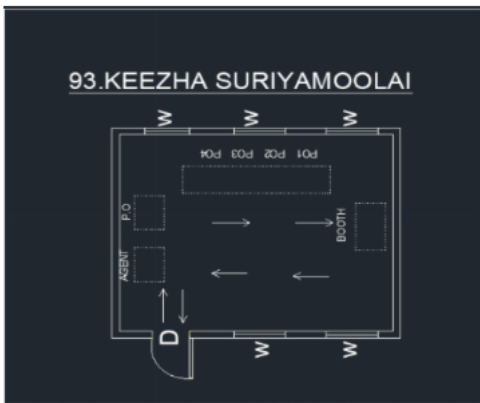 93.KEEZHA SURIYAMOOLAI
W W W
PO4 PO3 PO2 PO1
P.O
BOOTH
AGENT
D
W W